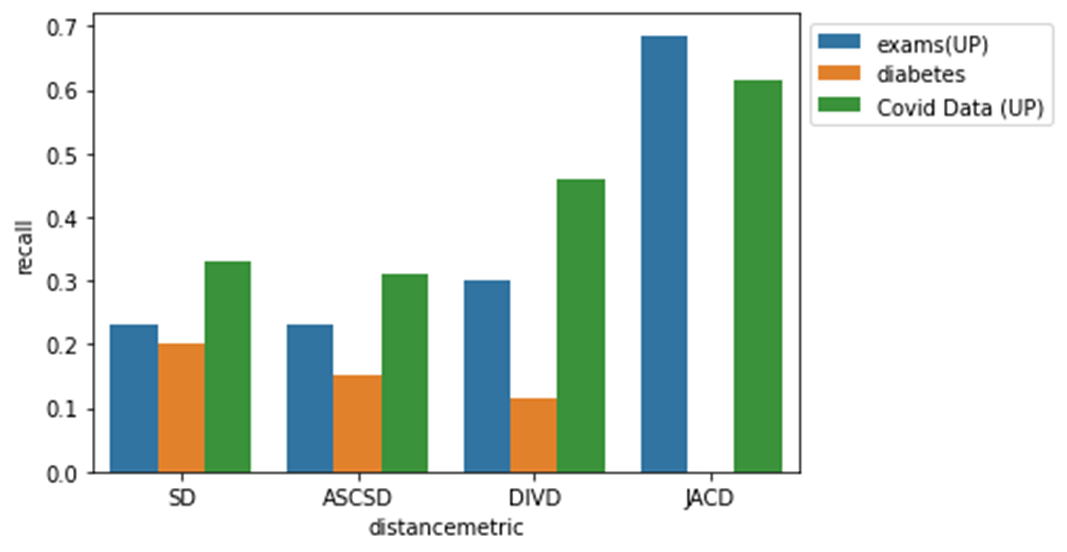 0.7
0.6
0.5
0.4
0.3
0.2
0.1
0.0
recall
SD ASCSD DIVD JACD
distancemetric
exams(UP)
diabetes
Covid Data (UP)